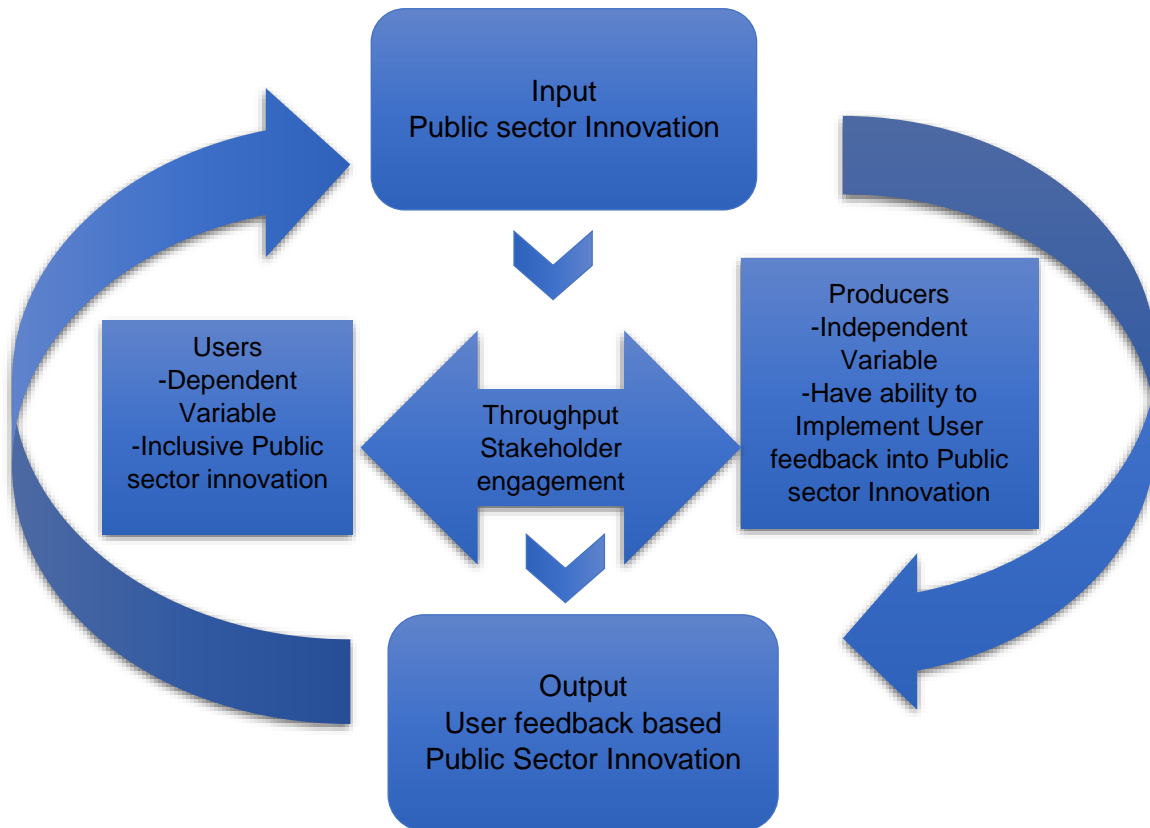 Input
Public sector Innovation
Users
-Dependent
Variable
-Inclusive Public
sector innovation
Throughput
Stakeholder
engagement
Producers
-Independent
Variable
-Have ability to
Implement User
feedback into Public
sector Innovation
Output
User feedback based
Public Sector Innovation